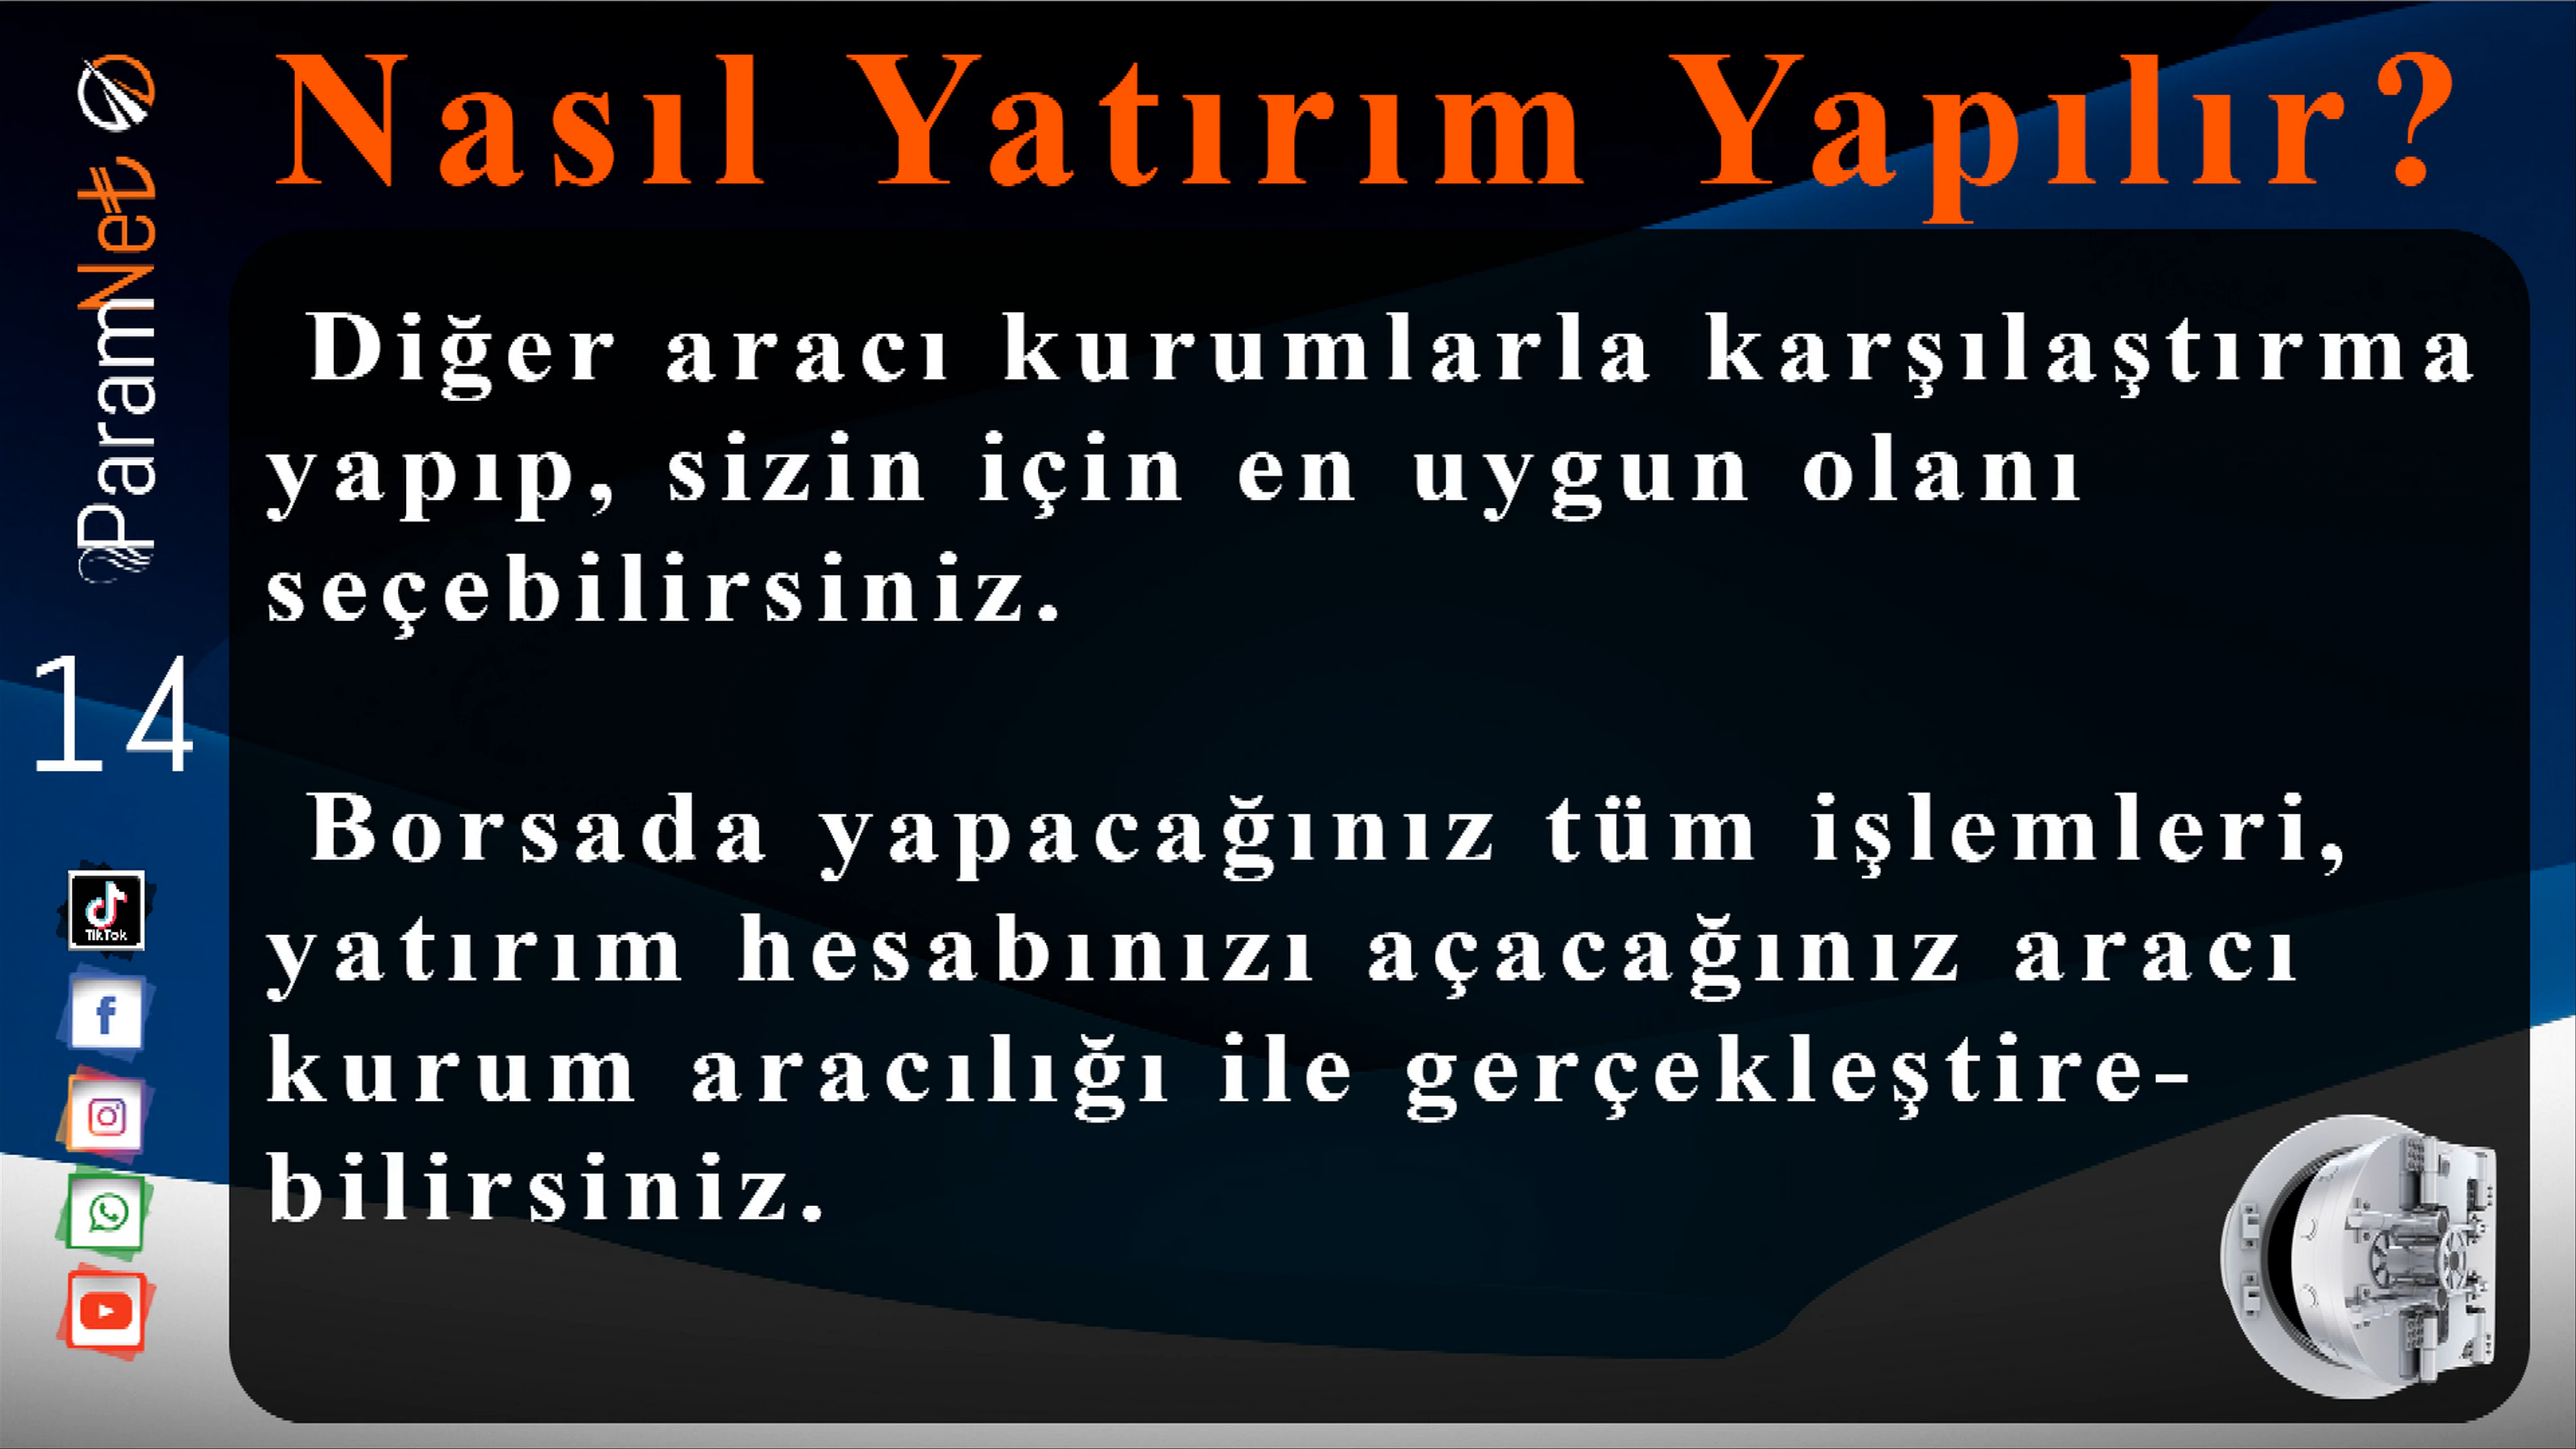 Nasıl Yatırım Yapılır?
ParamNet
14
TikTok
Diğer aracı kurumlarla karşılaştırma
yapıp, sizin için en uygun olanı
seçebilirsiniz.
Borsada yapacağınız tüm işlemleri,
yatırım hesabınızı açacağınız aracı
kurum aracılığı ile gerçekleştire-
bilirsiniz.